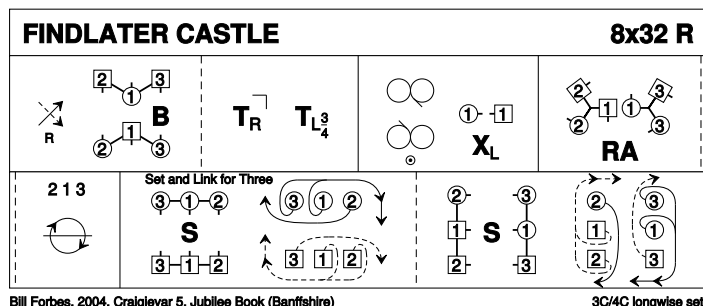 FINDLATER CASTLE 8x32 R
R
2 3
1
B
1
2 3
T R T L 3/4
1 1
X L
2 3
1 1
2 3
RA
2 1 3
Set and Link for Three
3 1 2
S
3 1 2
3 1 2
3 1 2
2 3
1 S 1
2 3
2 3
1 1
2 3
Bill Forbes, 2004, Craigievar 5, Jubilee Book (Banffshire) 3C/4C longwise set